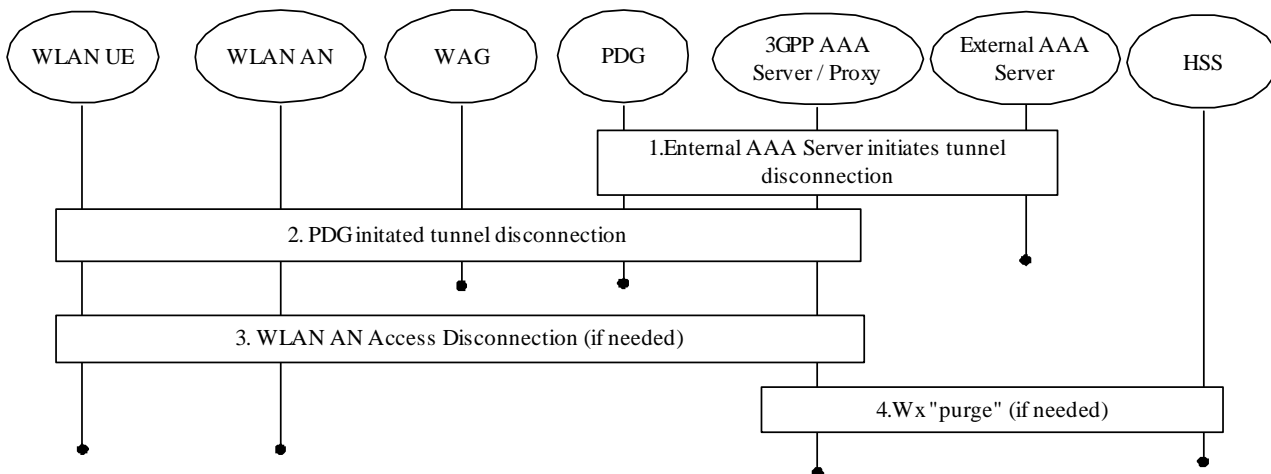 WLAN UE
WLAN AN
WAG
PDG
3GPP AAA
Server / Proxy
External AAA
Server
HSS
1.Enternal AAA Server initiates tunnel
disconnection
2. PDG initated tunnel disconnection
3. WLAN AN Access Disconnection (if needed)
4.Wx "purge" (if needed)